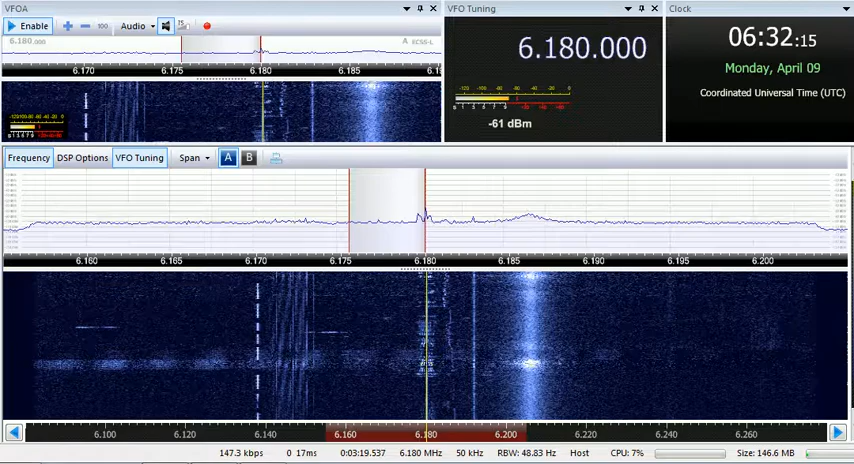 VFOA
Enable 100 Audio
6.180.000 A ECSS-L
6.170 6.175 6.180 6.185
VFO Tuning
6.180.000
-61 dBm
Clock
06:32:15
Monday, April 09
Coordinated Universal Time (UTC)
Frequency DSP Options VFO Tuning Span A B
6.160 6.165 6.170 6.175 6.180 6.185 6.190 6.195 6.200
6.100 6.120 6.140 6.160 6.180 6.200 6.220 6.240 6.260
147.3 kbps 0 17ms 0:03:19.537 6.180 MHz 50 kHz RBW: 48.83 Hz Host CPU: 7% Size: 146.6 MB